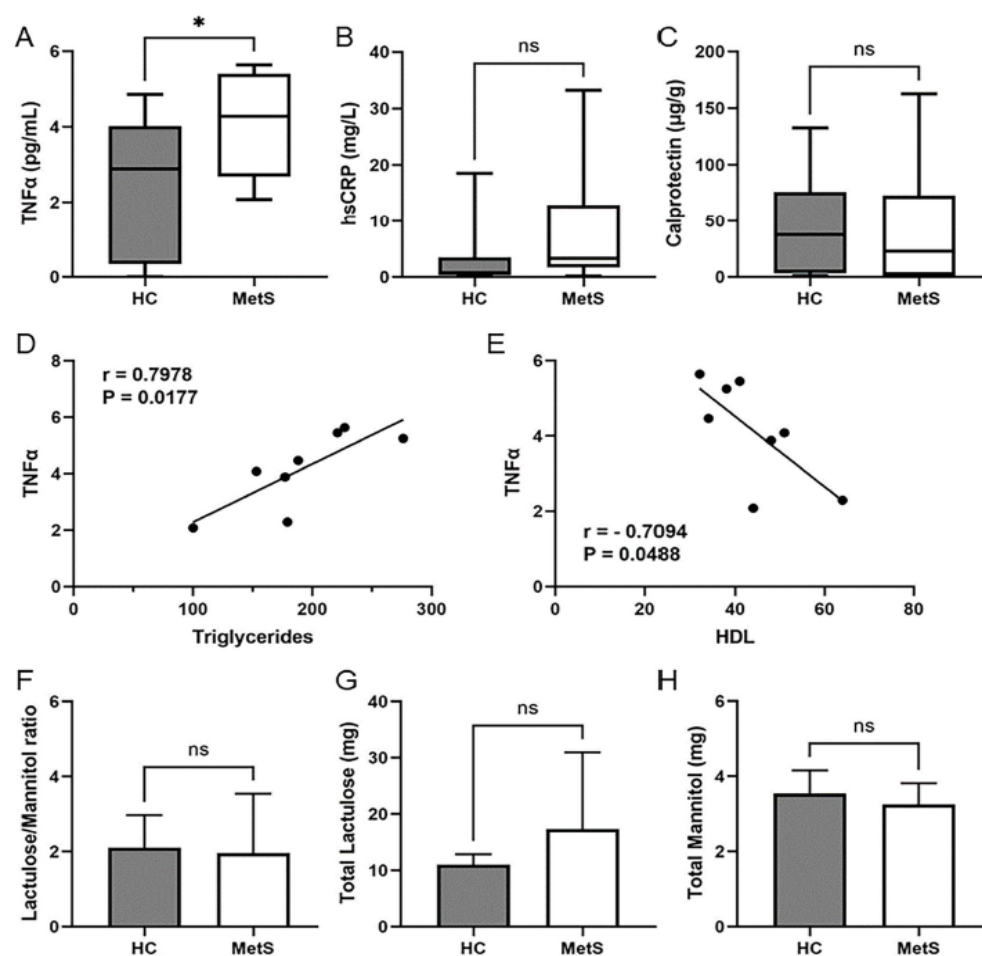 A
*
TNFα (pg/mL)
6
4
2
0
HC
MetS
B
ns
hsCRP (mg/L)
40
30
20
10
0
HC
MetS
C
ns
Calprotectin (µg/g)
200
150
100
50
0
HC
MetS
D
r = 0.7978
P = 0.0177
TNFα
8
6
4
2
0
0
100
200
300
Triglycerides
E
r = - 0.7094
P = 0.0488
TNFα
6
4
2
0
0
20
40
60
80
HDL
F
ns
Lactulose/Mannitol ratio
6
4
2
0
HC
MetS
G
ns
Total Lactulose (mg)
40
30
20
10
0
HC
MetS
H
ns
Total Mannitol (mg)
6
4
2
0
HC
MetS